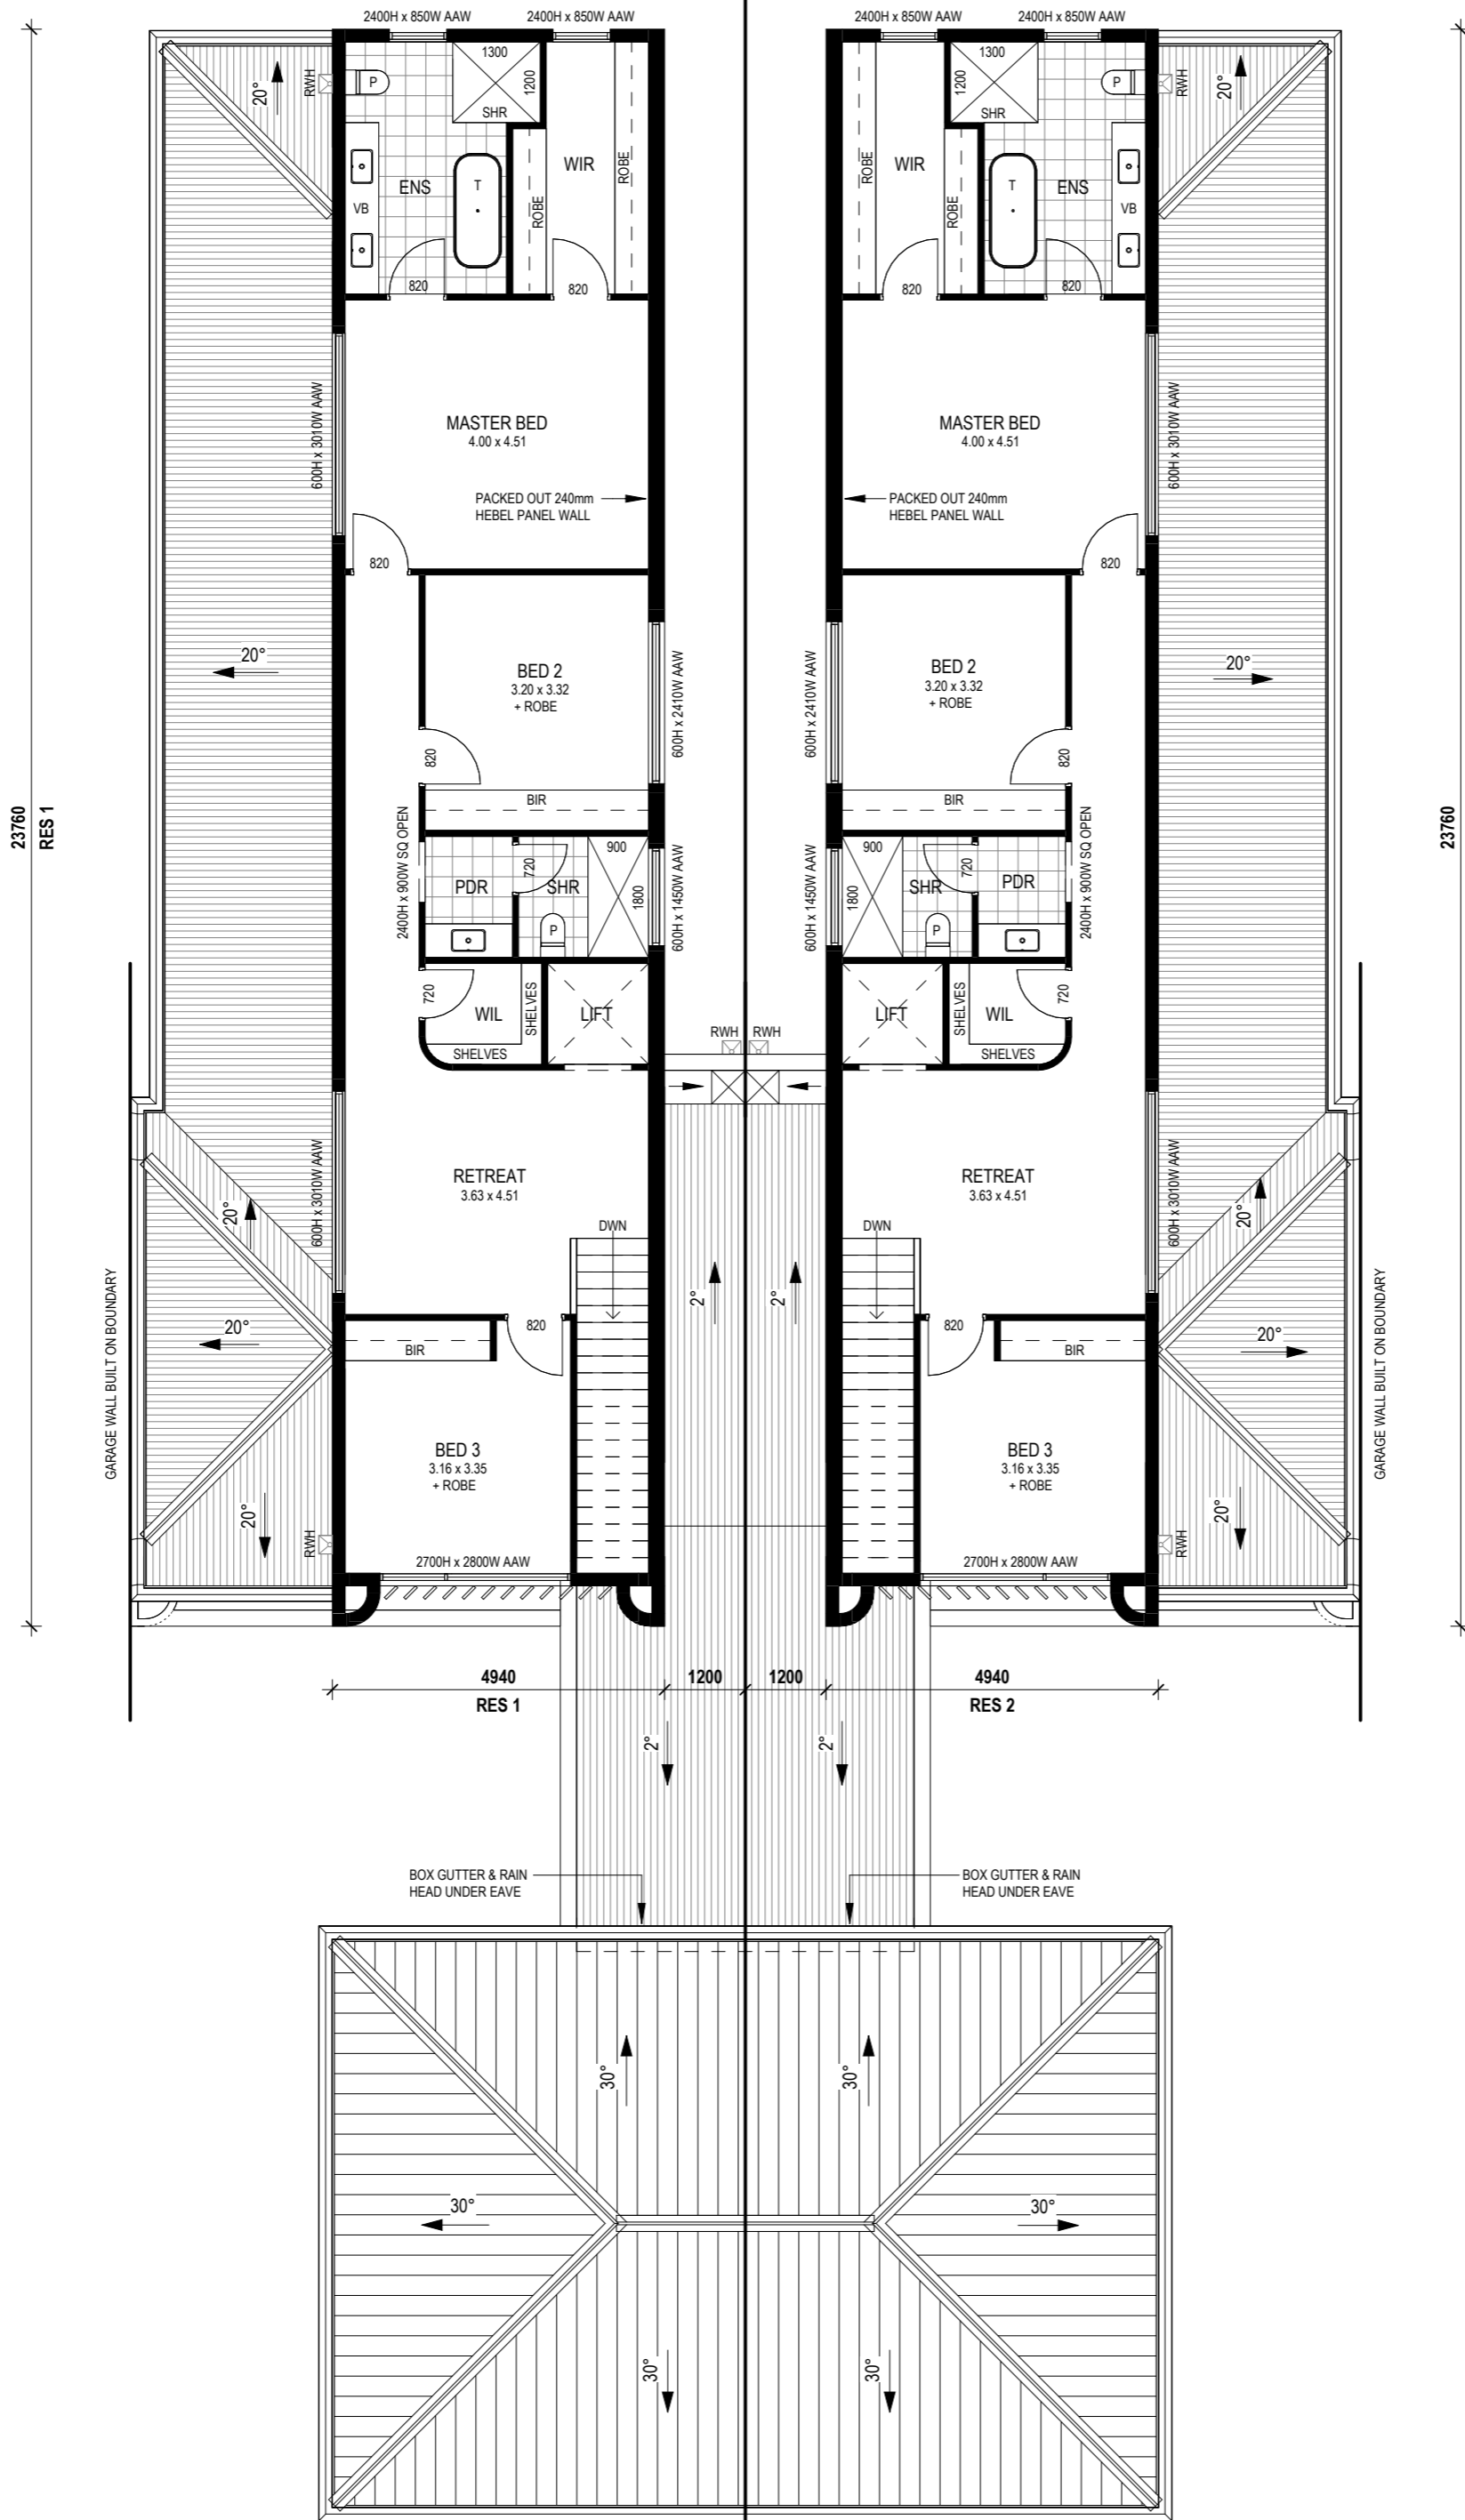 2400H x 850W AAW
2400H x 850W AAW
2400H x 850W AAW
2400H x 850W AAW
20°
RWH
P
1300
1200
SHR
WIR
ROBE
ROBE
ENS
T
VB
820
820
1300
1200
SHR
P
RWH
20°
ROBE
WIR
ROBE
T
ENS
VB
820
820
600H x 3010W AAW
MASTER BED
4.00 x 4.51
MASTER BED
4.00 x 4.51
600H x 3010W AAW
PACKED OUT 240mm
HEBEL PANEL WALL
PACKED OUT 240mm
HEBEL PANEL WALL
820
820
20°
BED 2
3.20 x 3.32
+ ROBE
600H x 2410W AAW
600H x 2410W AAW
BED 2
3.20 x 3.32
+ ROBE
20°
820
820
BIR
BIR
23760
RES 1
23760
2400H x 900W SQ OPEN
PDR
720
SHR
900
1800
P
600H x 1450W AAW
600H x 1450W AAW
900
1800
SHR
720
PDR
P
2400H x 900W SQ OPEN
720
WIL
SHELVES
SHELVES
LIFT
LIFT
SHELVES
WIL
SHELVES
720
RWH
RWH
600H x 3010W AAW
RETREAT
3.63 x 4.51
RETREAT
3.63 x 4.51
600H x 3010W AAW
20°
DWN
DWN
20°
2°
2°
GARAGE WALL BUILT ON BOUNDARY
GARAGE WALL BUILT ON BOUNDARY
20°
BIR
820
820
BIR
20°
BED 3
3.16 x 3.35
+ ROBE
BED 3
3.16 x 3.35
+ ROBE
20°
RWH
2700H x 2800W AAW
2700H x 2800W AAW
RWH
20°
4940
RES 1
1200
1200
4940
RES 2
2°
2°
BOX GUTTER & RAIN
HEAD UNDER EAVE
BOX GUTTER & RAIN
HEAD UNDER EAVE
30°
30°
30°
30°
30°
30°